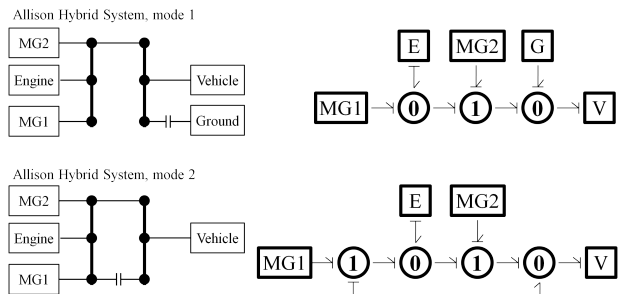 Allison Hybrid System, mode 1
MG2
Engine
MG1
Vehicle
Ground
E
MG2
G
MG1
0
1
0
V
Allison Hybrid System, mode 2
MG2
Engine
MG1
Vehicle
E
MG2
MG1
1
0
1
0
V